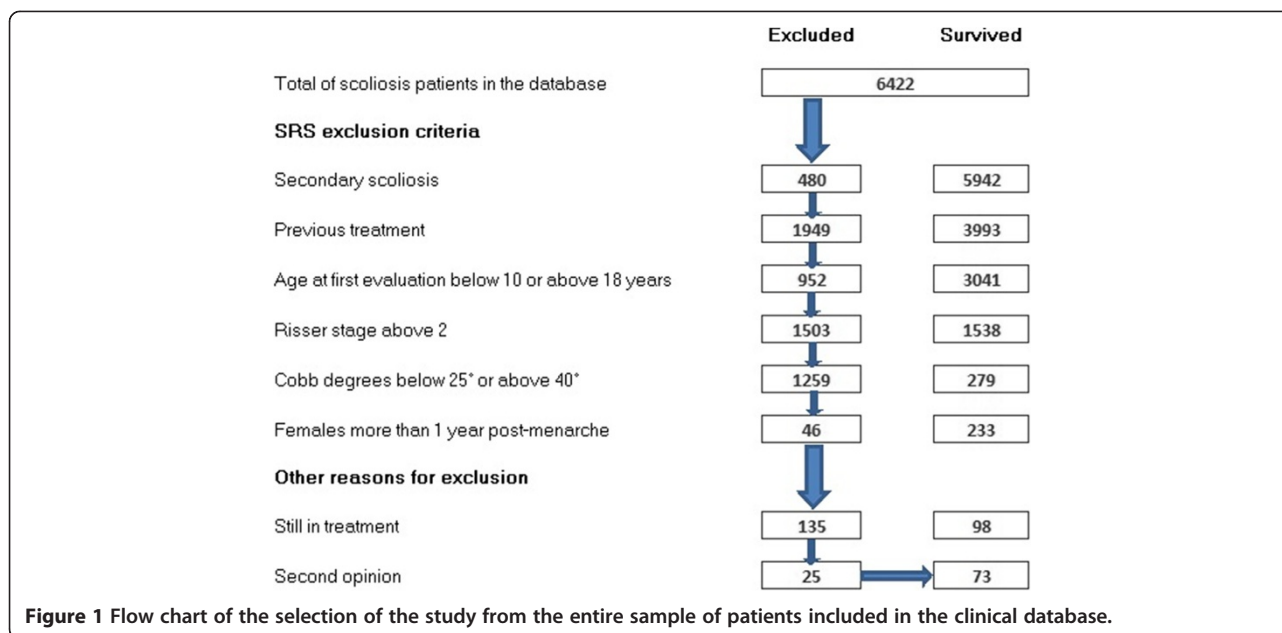 Excluded Survived
Total of scoliosis patients in the database 6422
SRS exclusion criteria
Secondary scoliosis 480 5942
Previous treatment 1949 3993
Age at first evaluation below 10 or above 18 years 952 3041
Risser stage above 2 1503 1538
Cobb degrees below 25° or above 40° 1259 279
Females more than 1 year post-menarche 46 233
Other reasons for exclusion
Still in treatment 135 98
Second opinion 25 73
Figure 1 Flow chart of the selection of the study from the entire sample of patients included in the clinical database.